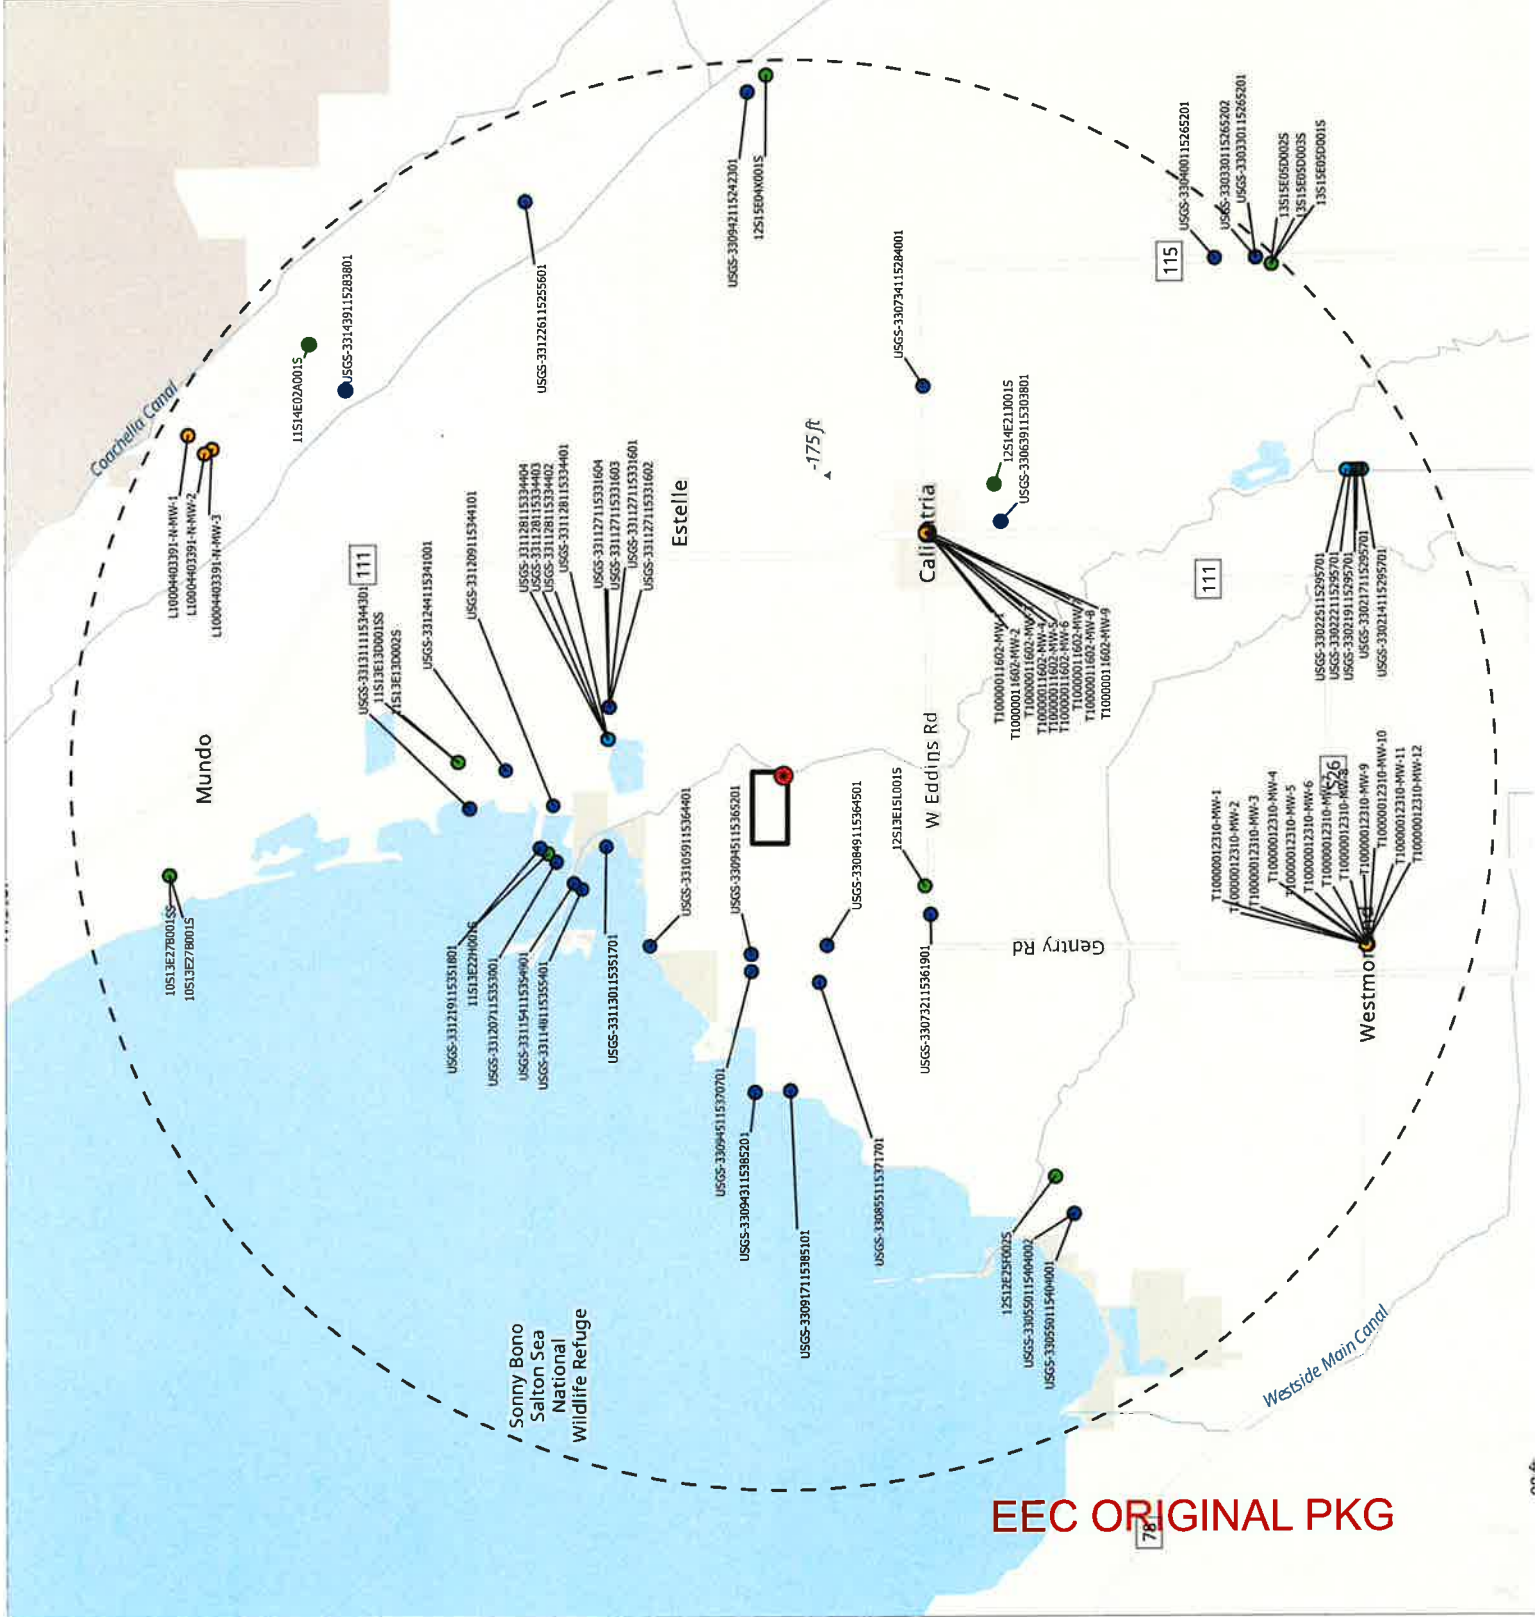 Coachella Canal
L10004403391-N-MW-1
L10004403391-N-MW-2
L10004403391-N-MW-3
11S14E02A001S
USGS-331439115283801
USGS-331226115255601
USGS-330942115242301
12S15E04X001S
Mundo
10S13E27B001SS
10S13E27B001S
111
USGS-331311115344301
11S13E13D001SS
11S13E13D002S
USGS-331244115341001
USGS-331209115344101
USGS-331128115334404
USGS-331128115334403
USGS-331128115334402
USGS-331128115334401
USGS-331127115331604
USGS-331127115331603
USGS-331127115331601
USGS-331127115331602
Estelle
USGS-331219115351801
11S13E22H001S
USGS-331207115353001
USGS-331154115354901
USGS-331148115355401
USGS-331130115351701
USGS-331059115364401
USGS-330945115365201
USGS-330945115370701
USGS-330943115385201
USGS-330917115385101
USGS-330849115364501
USGS-330855115371701
12S13E15L001S
USGS-330732115361901
W Eddins Rd
Gentry Rd
-175 ft
USGS-330734115284001
12S14E21J001S
USGS-330639115303801
T10000011602-MW-1
T10000011602-MW-2
T10000011602-MW-3
T10000011602-MW-4
T10000011602-MW-5
T10000011602-MW-6
T10000011602-MW-7
T10000011602-MW-8
T10000011602-MW-9
115
USGS-330400115265201
USGS-330330115265202
USGS-330330115265201
13S15E05D002S
13S15E05D003S
13S15E05D001S
111
USGS-330225115295701
USGS-330222115295701
USGS-330219115295701
USGS-330217115295701
USGS-330214115295701
T10000012310-MW-1
T10000012310-MW-2
T10000012310-MW-3
T10000012310-MW-4
T10000012310-MW-5
T10000012310-MW-6
T10000012310-MW-9
T10000012310-MW-10
T10000012310-MW-11
T10000012310-MW-12
12S12E25F002S
USGS-330550115404002
USGS-330550115404001
Sonny Bono
Salton Sea
National
Wildlife Refuge
Westside Main Canal
78
EEC ORIGINAL PKG